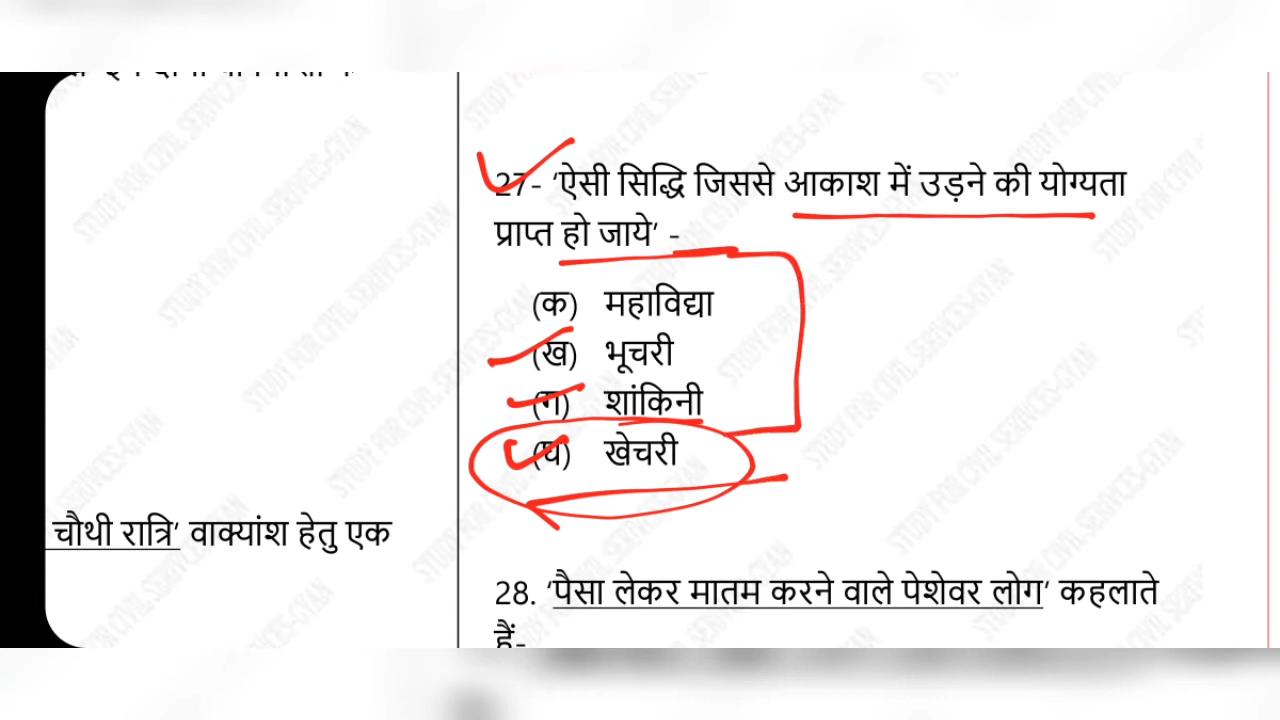 चौथी रात्रि’ वाक्यांश हेतु एक
27- ‘ऐसी सिद्धि जिससे आकाश में उड़ने की योग्यता
प्राप्त हो जाये’ -
(क) महाविद्या
(ख) भूचरी
(ग) शांकिनी
(घ) खेचरी
28. ‘पैसा लेकर मातम करने वाले पेशेवर लोग’ कहलाते
हैं-